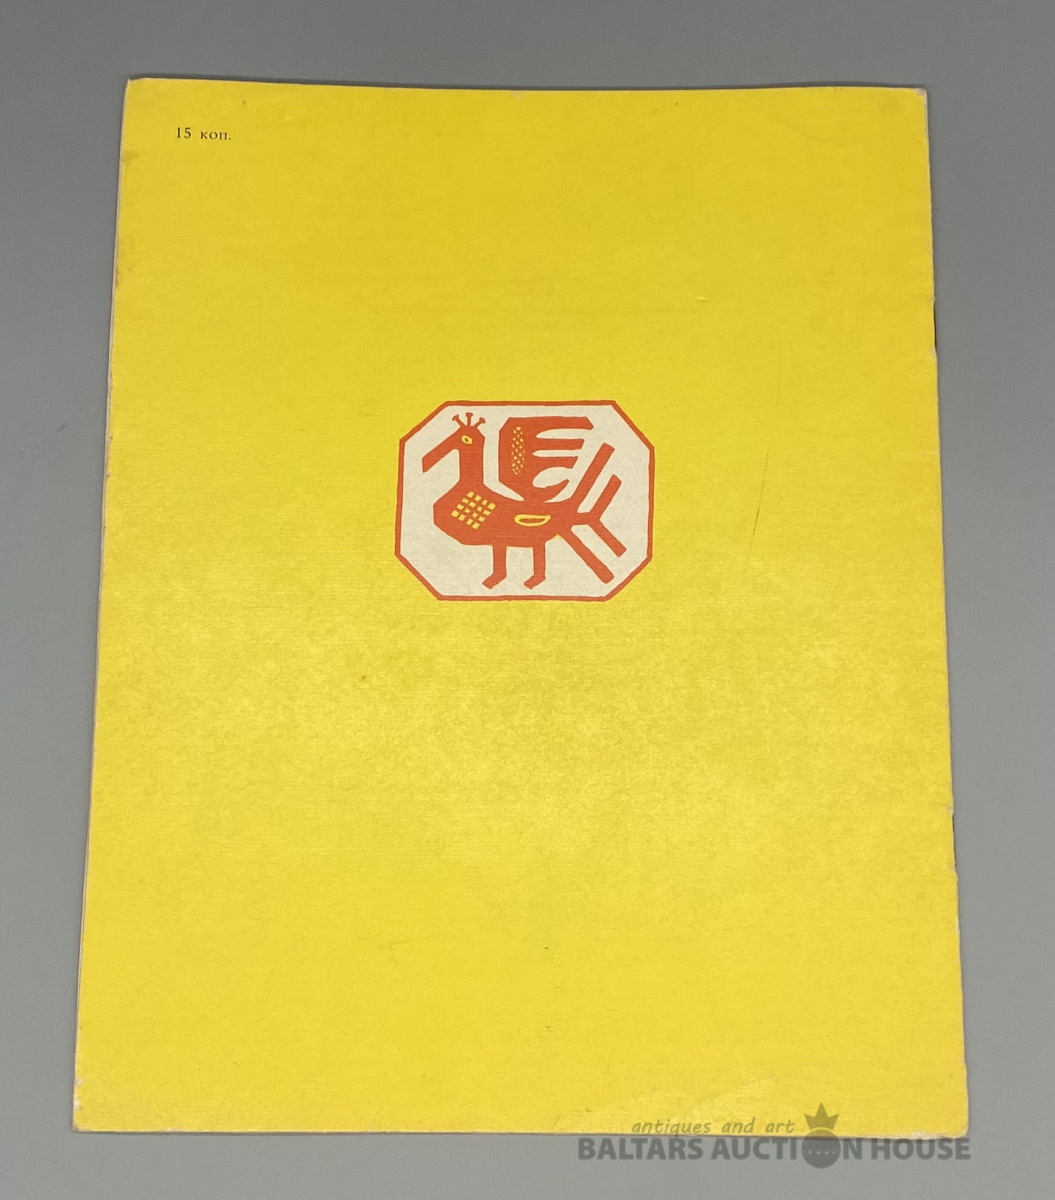 15 коп.
antiques and art
BALTARS AUCTION HOUSE